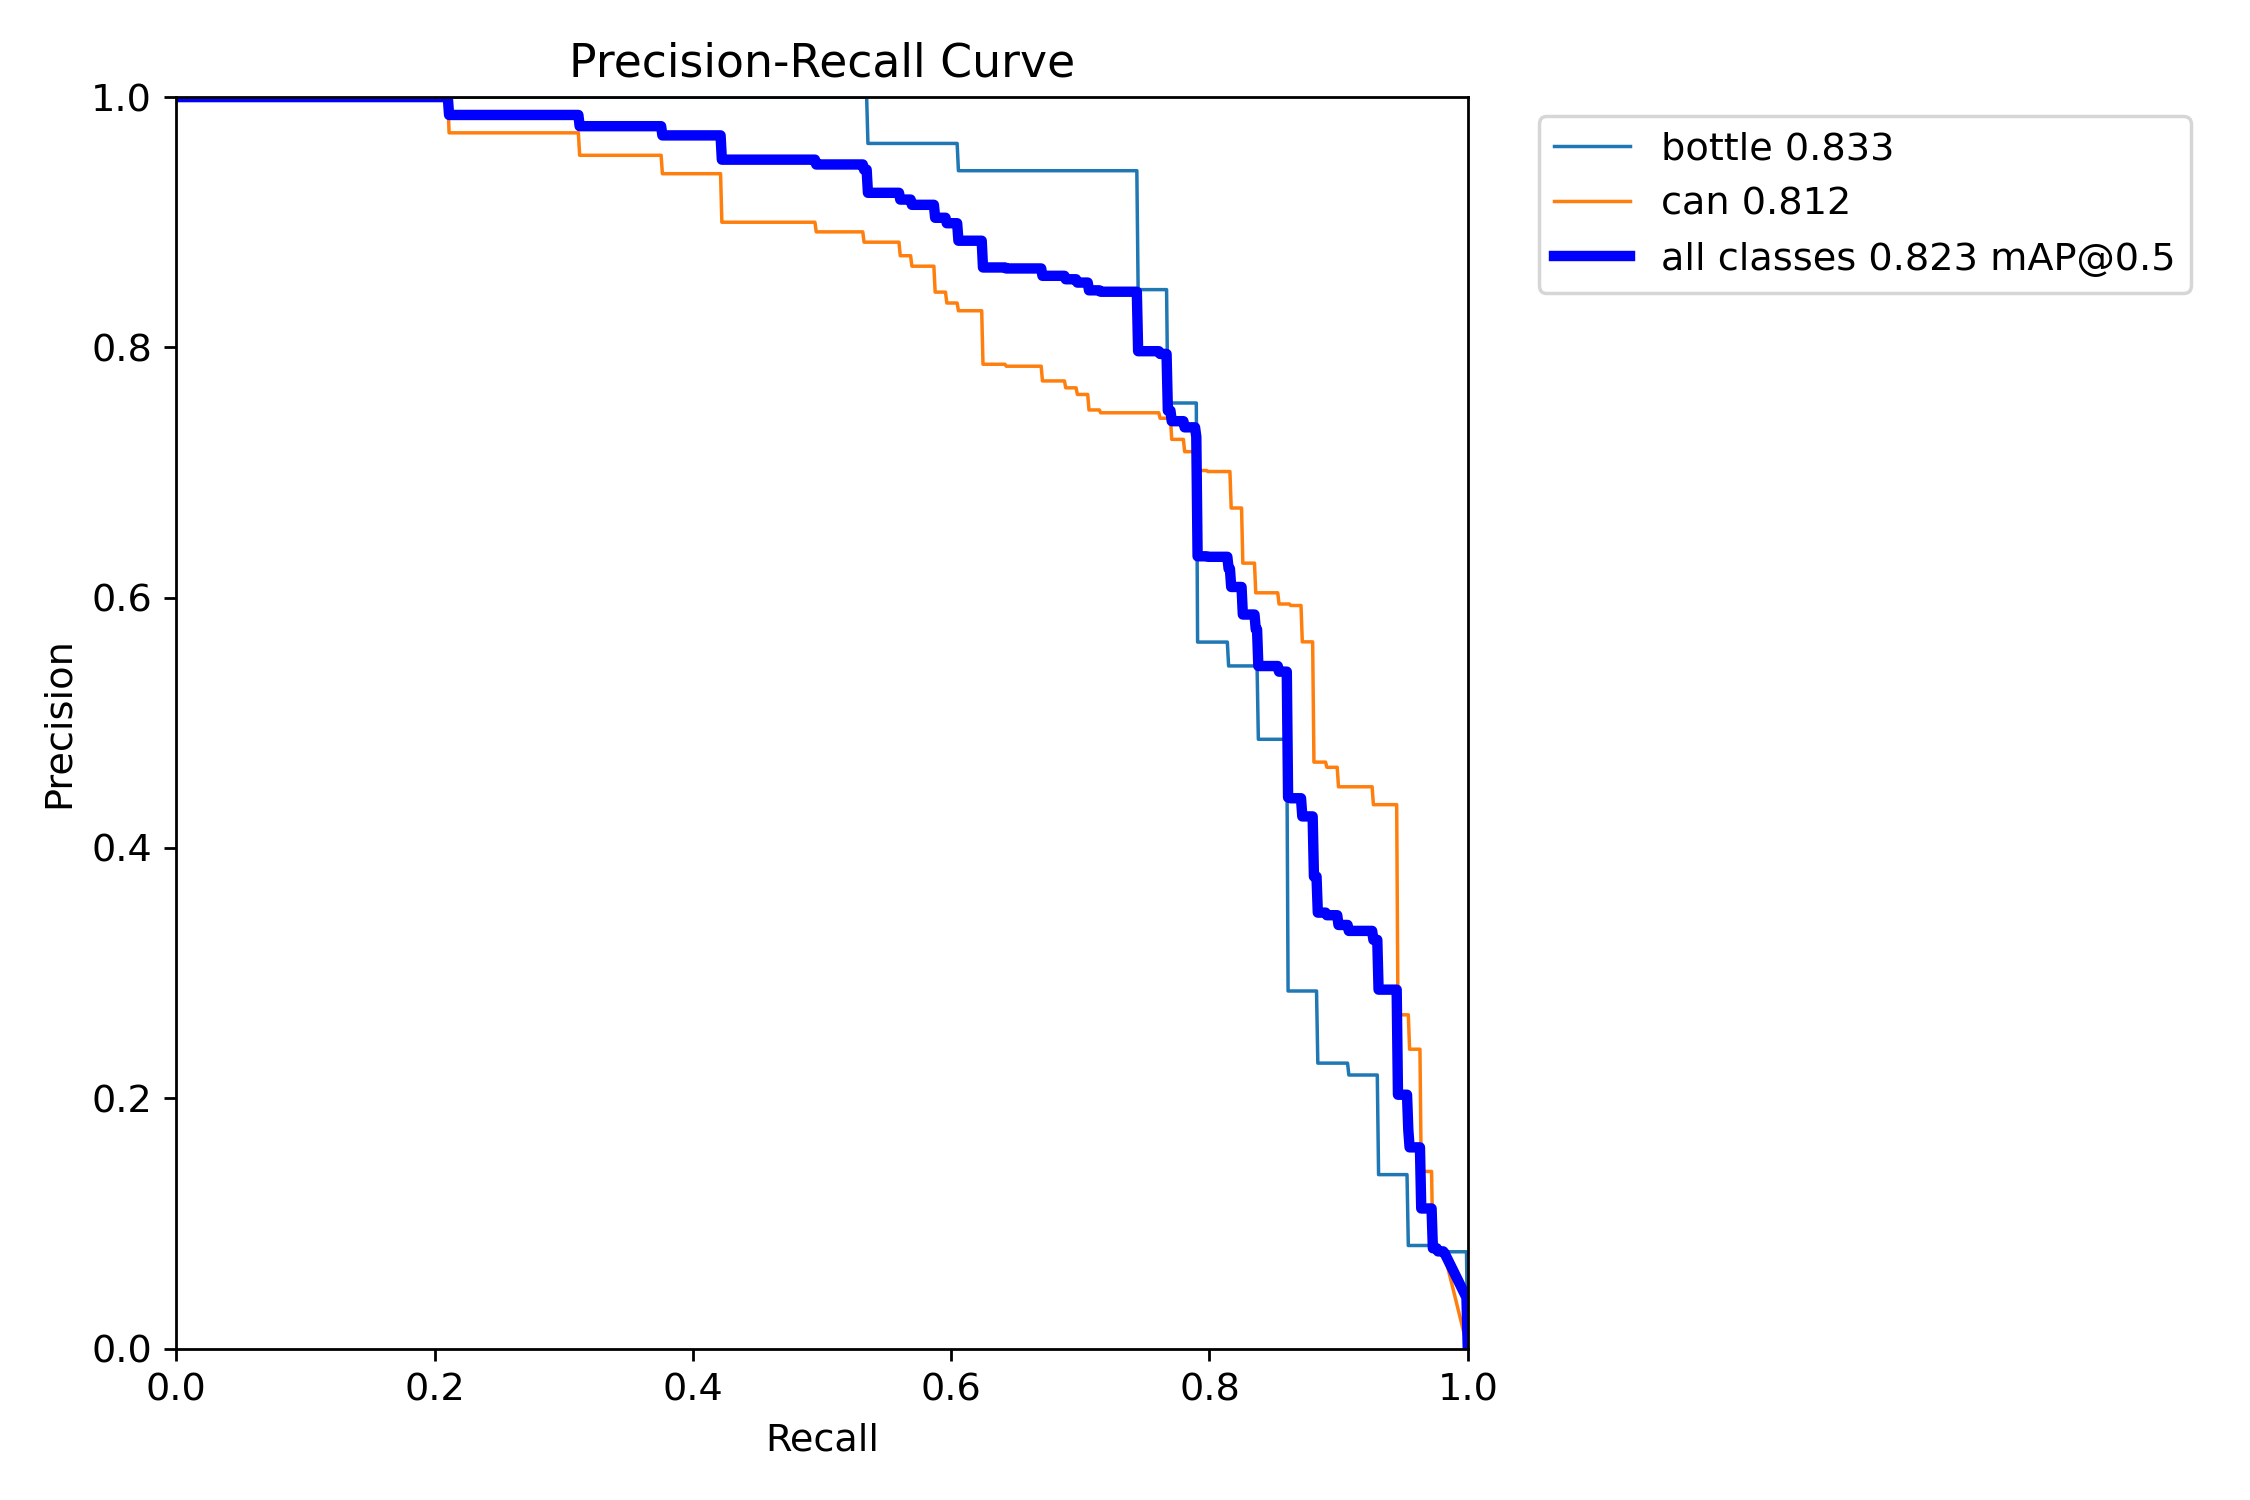 Precision-Recall Curve
1.0
0.8
0.6
0.4
0.2
0.0
Precision
0.0 0.2 0.4 0.6 0.8 1.0
Recall
bottle 0.833
can 0.812
all classes 0.823 mAP@0.5